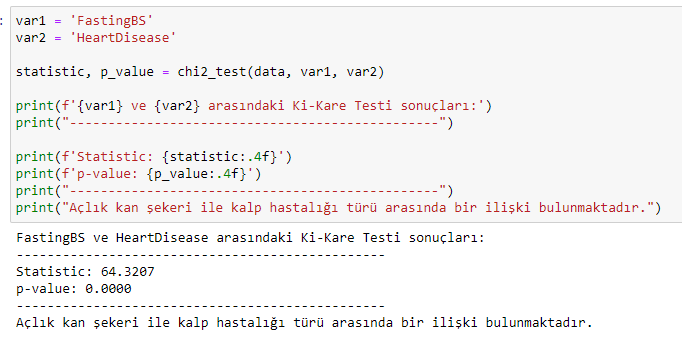 :
var1 = 'FastingBS'
var2 = 'HeartDisease'
statistic, p_value = chi2_test(data, var1, var2)
print(f'{var1} ve {var2} arasındaki Ki-Kare Testi sonuçları:')
print("-----------------------------------------------")
print(f'Statistic: {statistic:.4f}')
print(f'p-value: {p_value:.4f}')
print("-----------------------------------------------")
print("Açlık kan şekeri ile kalp hastalığı türü arasında bir ilişki bulunmaktadır.")
FastingBS ve HeartDisease arasındaki Ki-Kare Testi sonuçları:
-----------------------------------------------
Statistic: 64.3207
p-value: 0.0000
-----------------------------------------------
Açlık kan şekeri ile kalp hastalığı türü arasında bir ilişki bulunmaktadır.